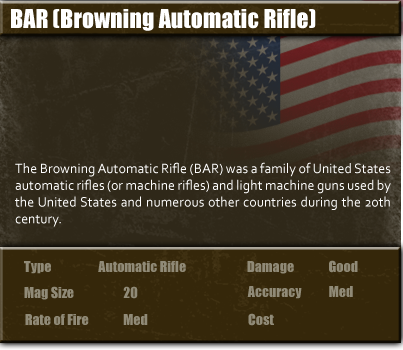 BAR (Browning Automatic Rifle)
The Browning Automatic Rifle (BAR) was a family of United States
automatic rifles (or machine rifles) and light machine guns used by
the United States and numerous other countries during the 20th
century.
Type Automatic Rifle Damage Good
Mag Size 20 Accuracy Med
Rate of Fire Med Cost